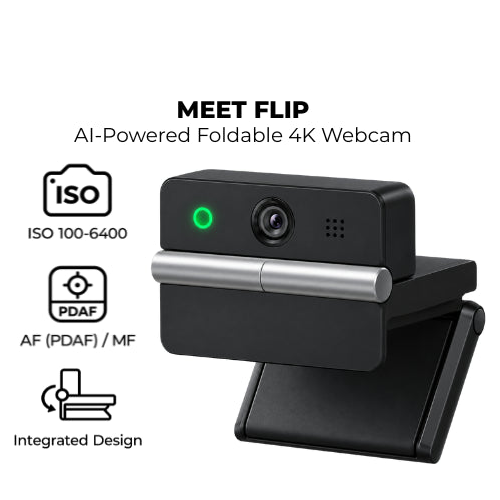 MEET FLIP
AI-Powered Foldable 4K Webcam
ISO
ISO 100-6400
PDAF
AF (PDAF) / MF
Integrated Design